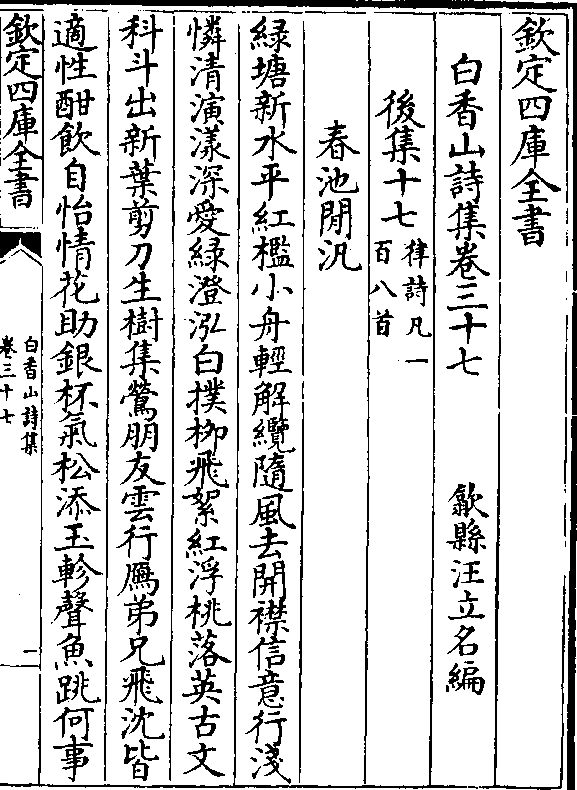 欽定四庫全書
白香山詩集卷三十七　歙縣汪立名編
後集十七律詩凡一百八首
春池閒汎
綠塘新水平紅檻小舟輕解纜隨風去開襟信意行淺
憐清演漾深愛綠澄泓白撲柳飛絮紅浮桃落英古文
科斗出新葉剪刀生樹集鶯朋友雲行鴈弟兄飛沈皆
適性酣飲自怡情花助銀杯氣松添玉軫聲魚跳何事
欽定四庫全書
白香山詩集
卷三十七
一